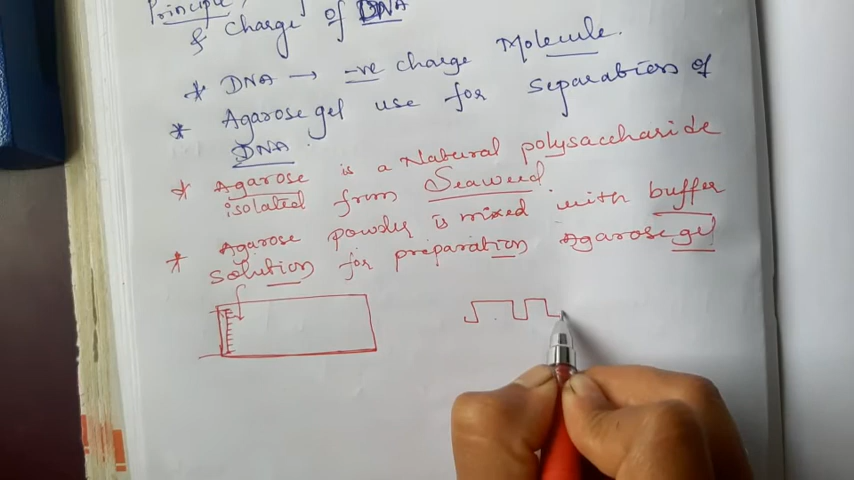 Principle
& Charge of DNA
* DNA → -ve charge Molecule.
* Agarose gel use for separation of
DNA.
* Agarose is a Natural polysaccharide
isolated from Seaweed.
* Agarose powder is mixed with buffer
solution for preparation Agarose gel